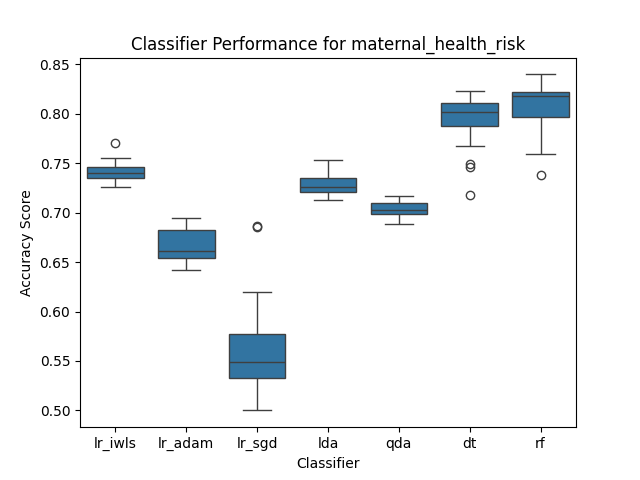 Classifier Performance for maternal_health_risk
0.85
0.80
0.75
0.70
0.65
0.60
0.55
0.50
Accuracy Score
lr_iwls lr_adam lr_sgd lda qda dt rf
Classifier